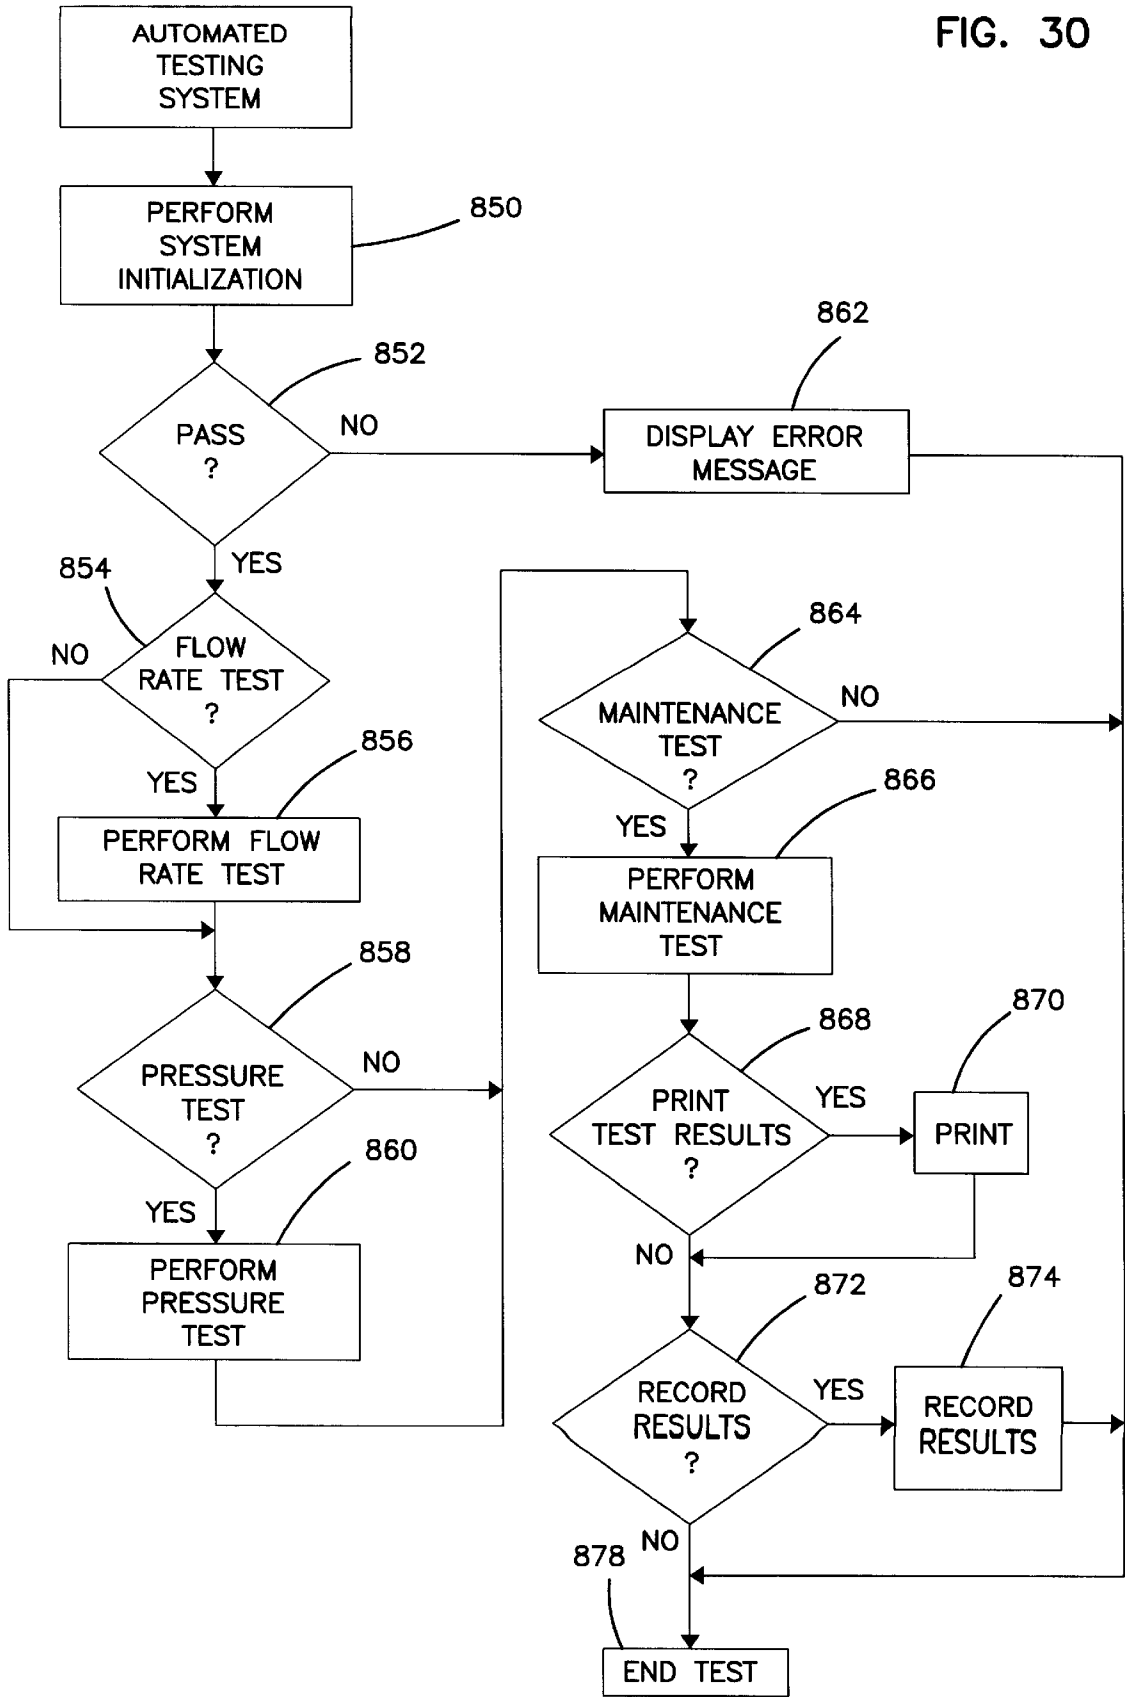 FIG. 30
AUTOMATED
TESTING
SYSTEM
PERFORM
SYSTEM
INITIALIZATION
850
852
PASS
?
NO
YES
862
DISPLAY ERROR
MESSAGE
854
NO
FLOW
RATE TEST
?
YES
856
PERFORM FLOW
RATE TEST
858
PRESSURE
TEST
?
NO
YES
860
PERFORM
PRESSURE
TEST
864
MAINTENANCE
TEST
?
NO
YES
866
PERFORM
MAINTENANCE
TEST
868
PRINT
TEST RESULTS
?
YES
870
PRINT
NO
872
RECORD
RESULTS
?
YES
874
RECORD
RESULTS
NO
878
END TEST